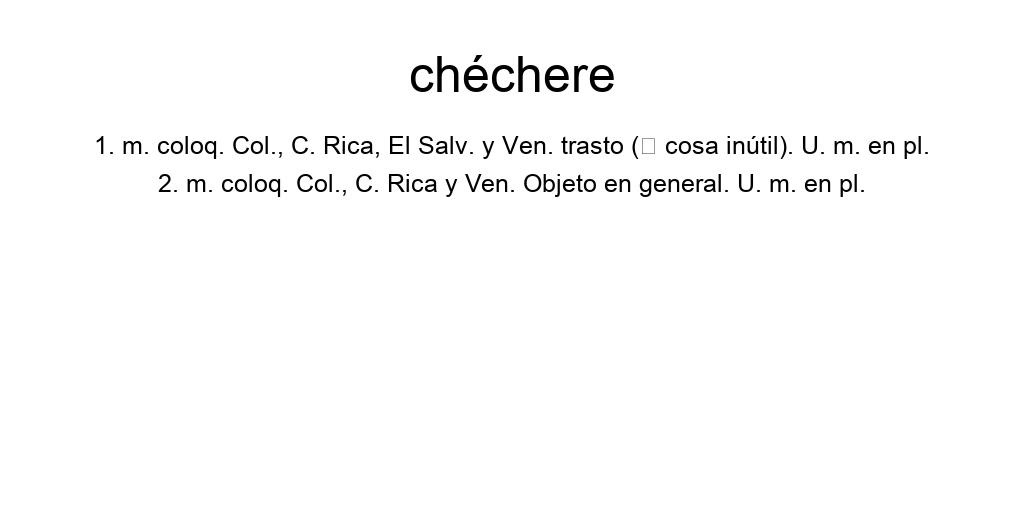 chéchere
1. m. coloq. Col., C. Rica, El Salv. y Ven. trasto (□ cosa inútil). U. m. en pl.
2. m. coloq. Col., C. Rica y Ven. Objeto en general. U. m. en pl.